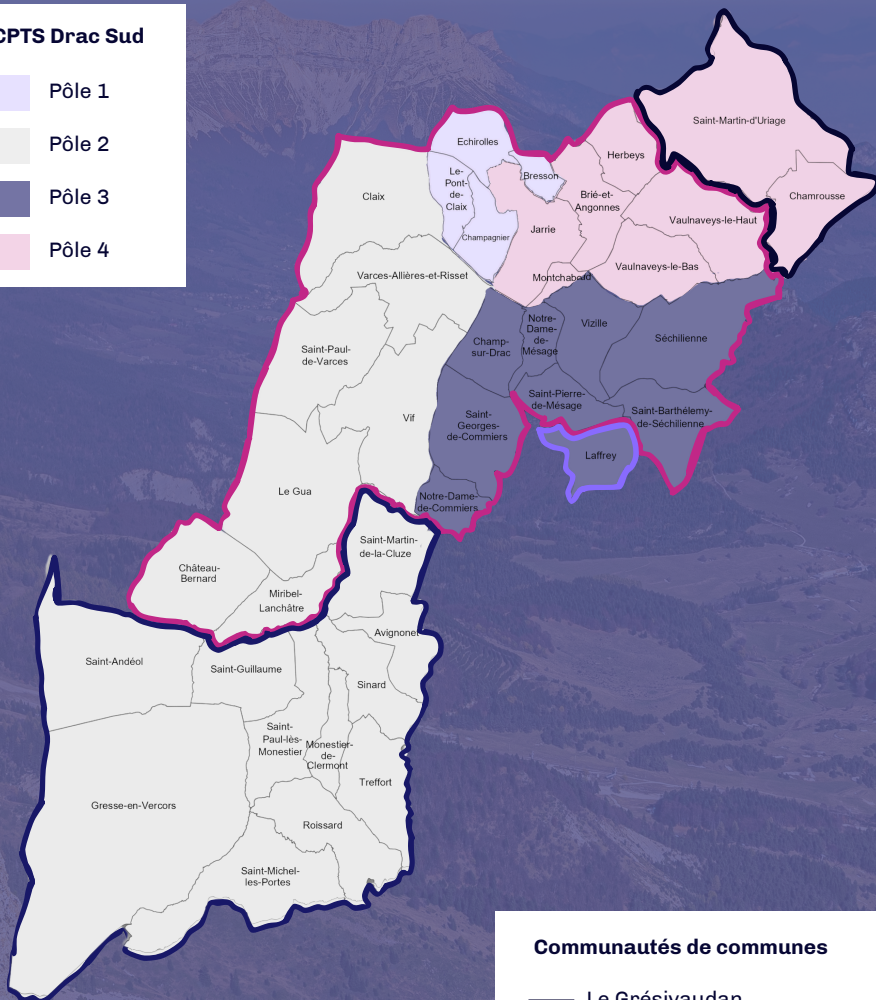 CPTS Drac Sud
Pôle 1
Pôle 2
Pôle 3
Pôle 4
Saint-Martin-d'Uriage
Chamrousse
Echirolles
Herbeys
Bresson
Le-
Pont-
de-
Claix
Claix
Brié-et-
Angonnes
Vaulnaveys-le-Haut
Jarrie
Champagnier
Varces-Allières-et-Risset
Montchaboud
Vaulnaveys-le-Bas
Saint-Paul-
de-Varces
Champ-
sur-Drac
Notre-
Dame-
de-
Mésage
Vizille
Séchilienne
Vif
Saint-Georges-
de-Commiers
Saint-Pierre-
de-Mésage
Saint-Barthélemy-
de-Séchilienne
Laffrey
Le Gua
Notre-Dame-
de-Commiers
Saint-Martin-
de-la-Cluze
Château-
Bernard
Miribel-
Lanchâtre
Avignonet
Saint-Andéol
Saint-Guillaume
Sinard
Saint-
Paul-lès-
Monestier
Monestier-
de-
Clermont
Treffort
Gresse-en-Vercors
Roissard
Saint-Michel-
les-Portes
Communautés de communes
Le Grésivaudan